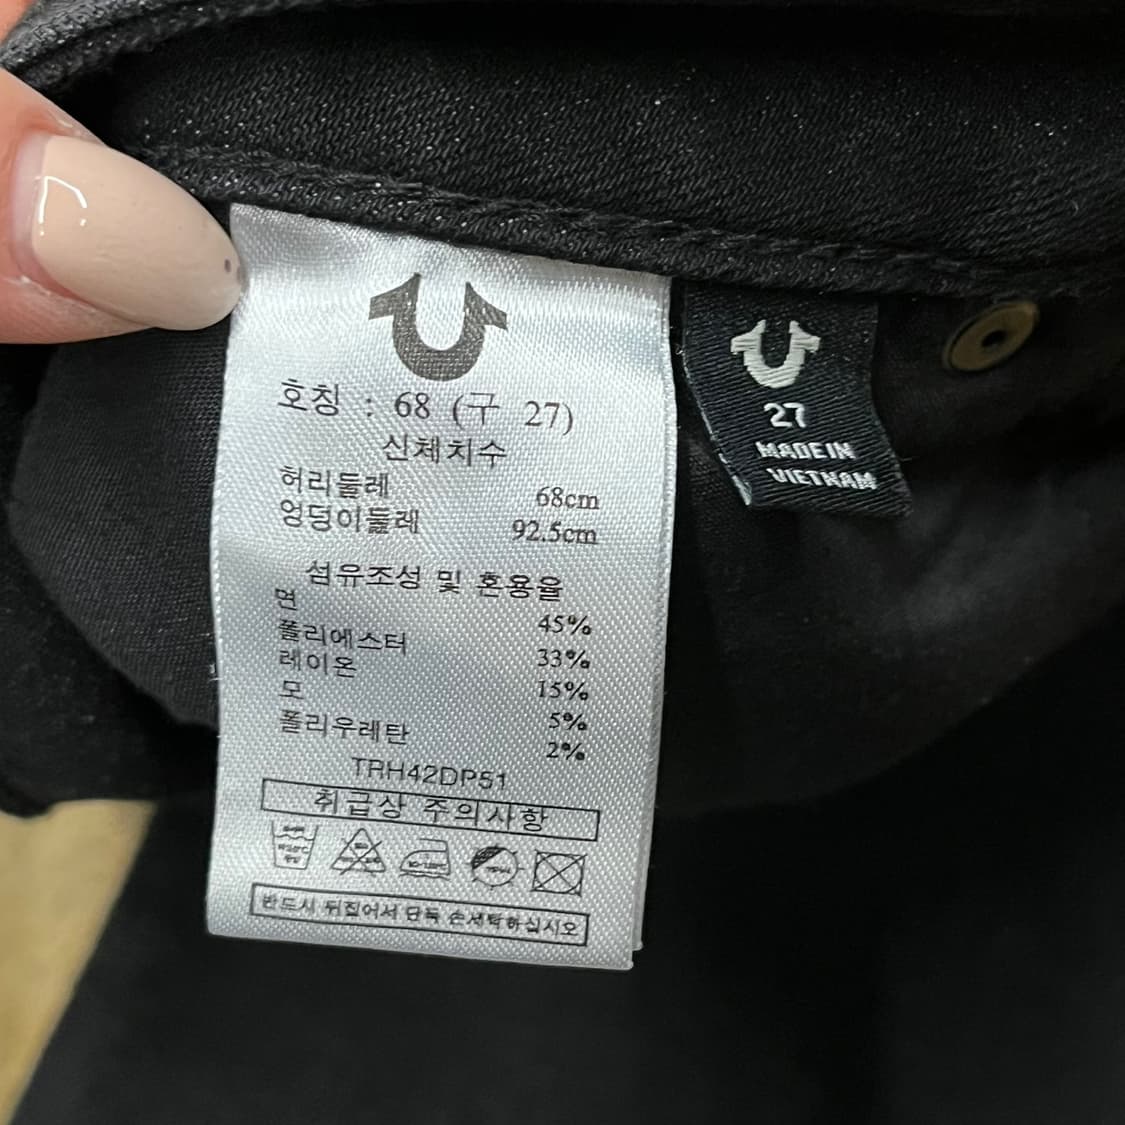 호칭 : 68 (구 27)
신체치수
허리둘레 68cm
엉덩이둘레 92.5cm
섬유조성 및 혼용율
면 45%
폴리에스터 33%
레이온 15%
모 5%
폴리우레탄 2%
TRH42DP51
취급상 주의사항
반드시 뒤집어서 단독 손세탁하십시오
27
MADE IN
VIETNAM